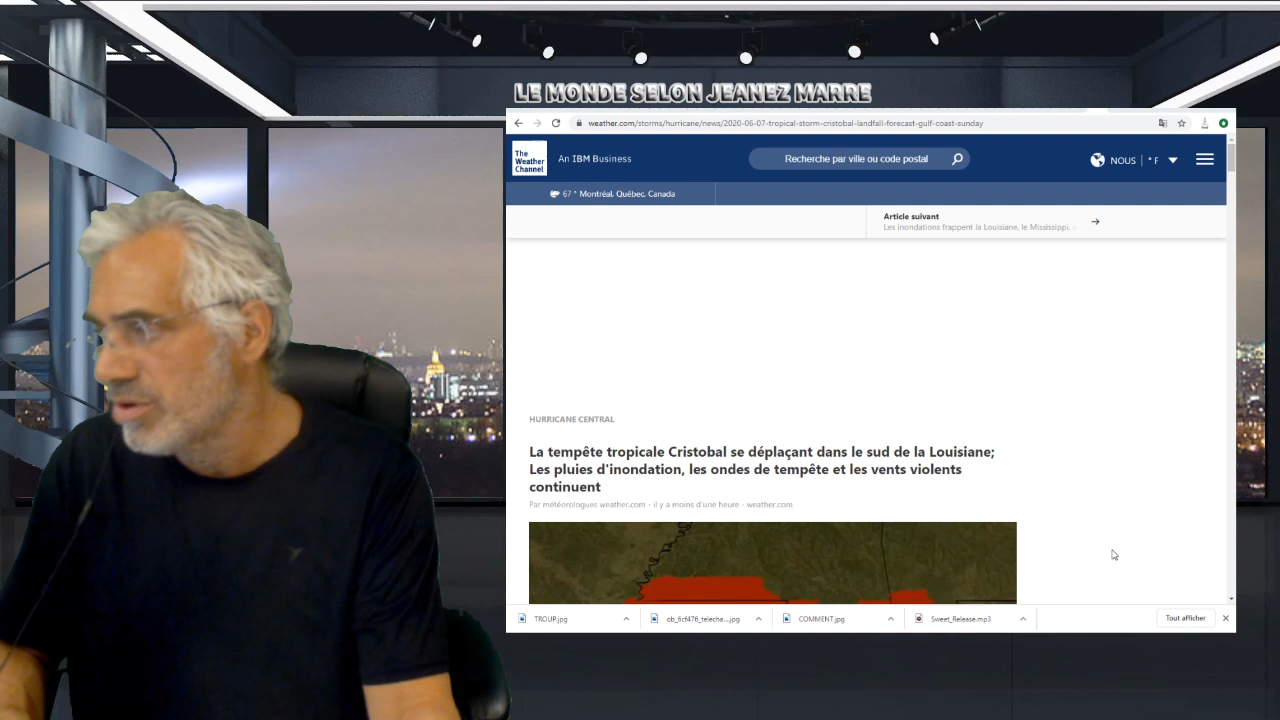 LE MONDE SELON JEANEZ MARRE
weather.com/storms/hurricane/news/2020-06-07-tropical-storm-cristobal-landfall-forecast-gulf-coast-sunday
The
Weather
Channel
An IBM Business
Recherche par ville ou code postal
NOUS | ° F
67 ° Montréal, Québec, Canada
Article suivant
Les inondations frappent la Louisiane, le Mississippi,
HURRICANE CENTRAL
La tempête tropicale Cristobal se déplaçant dans le sud de la Louisiane;
Les pluies d'inondation, les ondes de tempête et les vents violents
continuent
Par météorologues weather.com · il y a moins d'une heure · weather.com
TROUP.jpg
ob_6cf476_telecha....jpg
COMMENT.jpg
Sweet_Release.mp3
Tout afficher